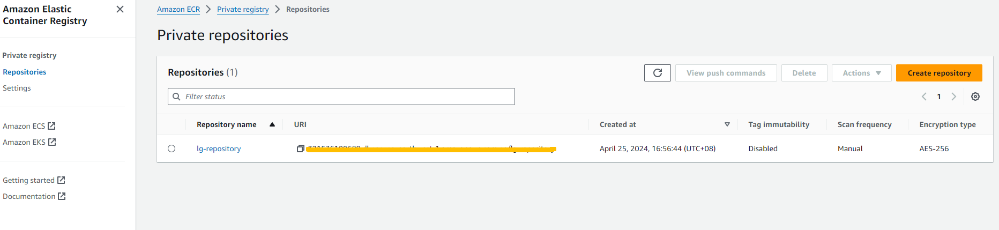 Amazon Elastic
Container Registry
Private registry
Repositories
Settings
Amazon ECS
Amazon EKS
Getting started
Documentation
Amazon ECR > Private registry > Repositories
Private repositories
Repositories (1)
View push commands
Delete
Actions
Create repository
Filter status
1
Repository name URI Created at Tag immutability Scan frequency Encryption type
lg-repository April 25, 2024, 16:56:44 (UTC+08) Disabled Manual AES-256